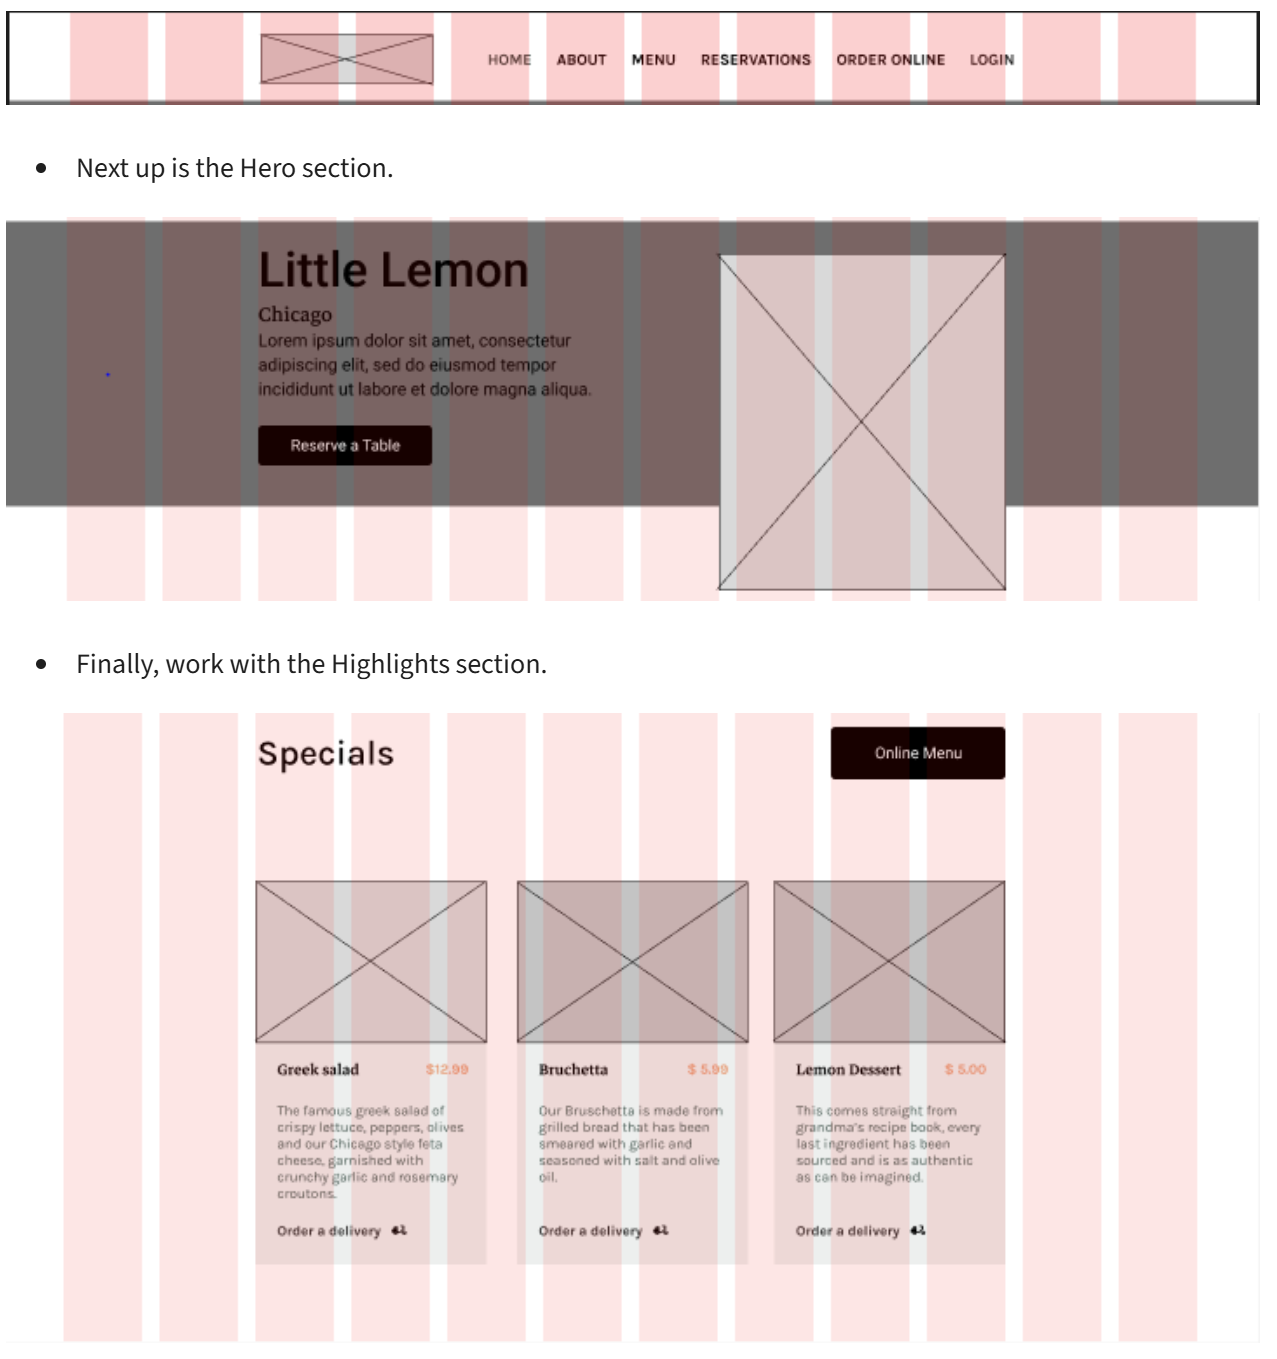 HOME ABOUT MENU RESERVATIONS ORDER ONLINE LOGIN
Next up is the Hero section.
Little Lemon
Chicago
Lorem ipsum dolor sit amet, consectetur
adipiscing elit, sed do eiusmod tempor
incididunt ut labore et dolore magna aliqua.
Reserve a Table
Finally, work with the Highlights section.
Specials
Online Menu
Greek salad $12.99
The famous greek salad of
crispy lettuce, peppers, olives
and our Chicago style feta
cheese, garnished with
crunchy garlic and rosemary
croutons.
Order a delivery
Bruchetta $ 5.99
Our Bruschetta is made from
grilled bread that has been
smeared with garlic and
seasoned with salt and olive
oil.
Order a delivery
Lemon Dessert $ 5.00
This comes straight from
grandma's recipe book, every
last ingredient has been
sourced and is as authentic
as can be imagined.
Order a delivery